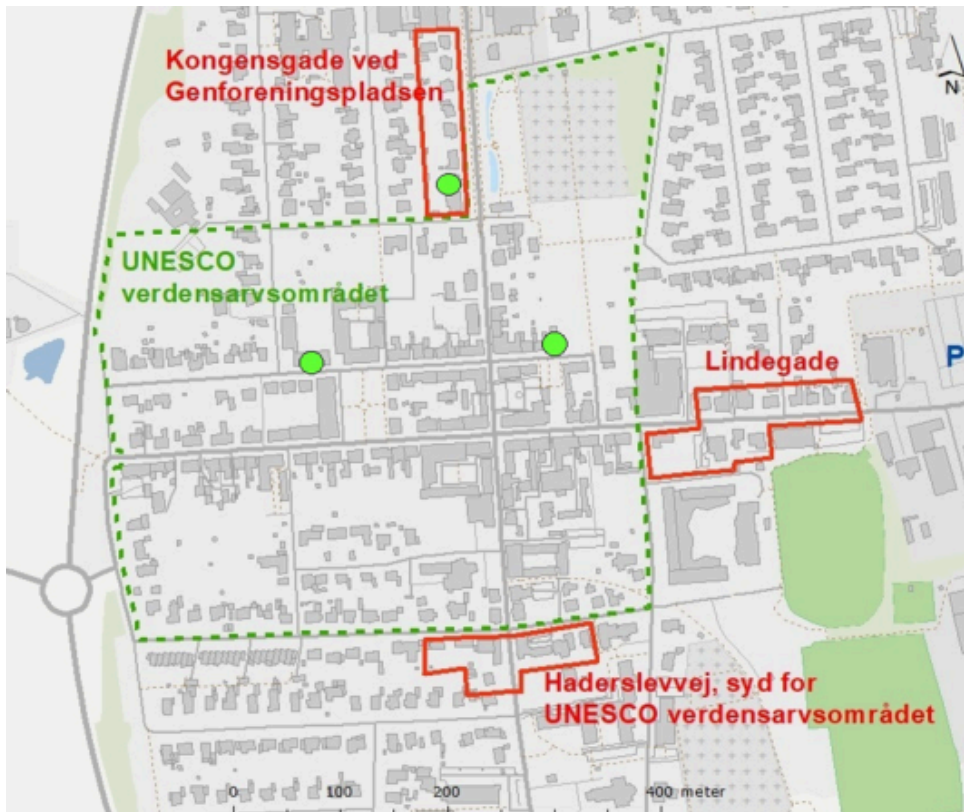 Kongensgade ved
Genforeningspladsen
N
UNESCO
verdensarvsområdet
P
Lindegade
Haderslevvej, syd for
UNESCO verdensarvsområdet
0 100 200 400 meter